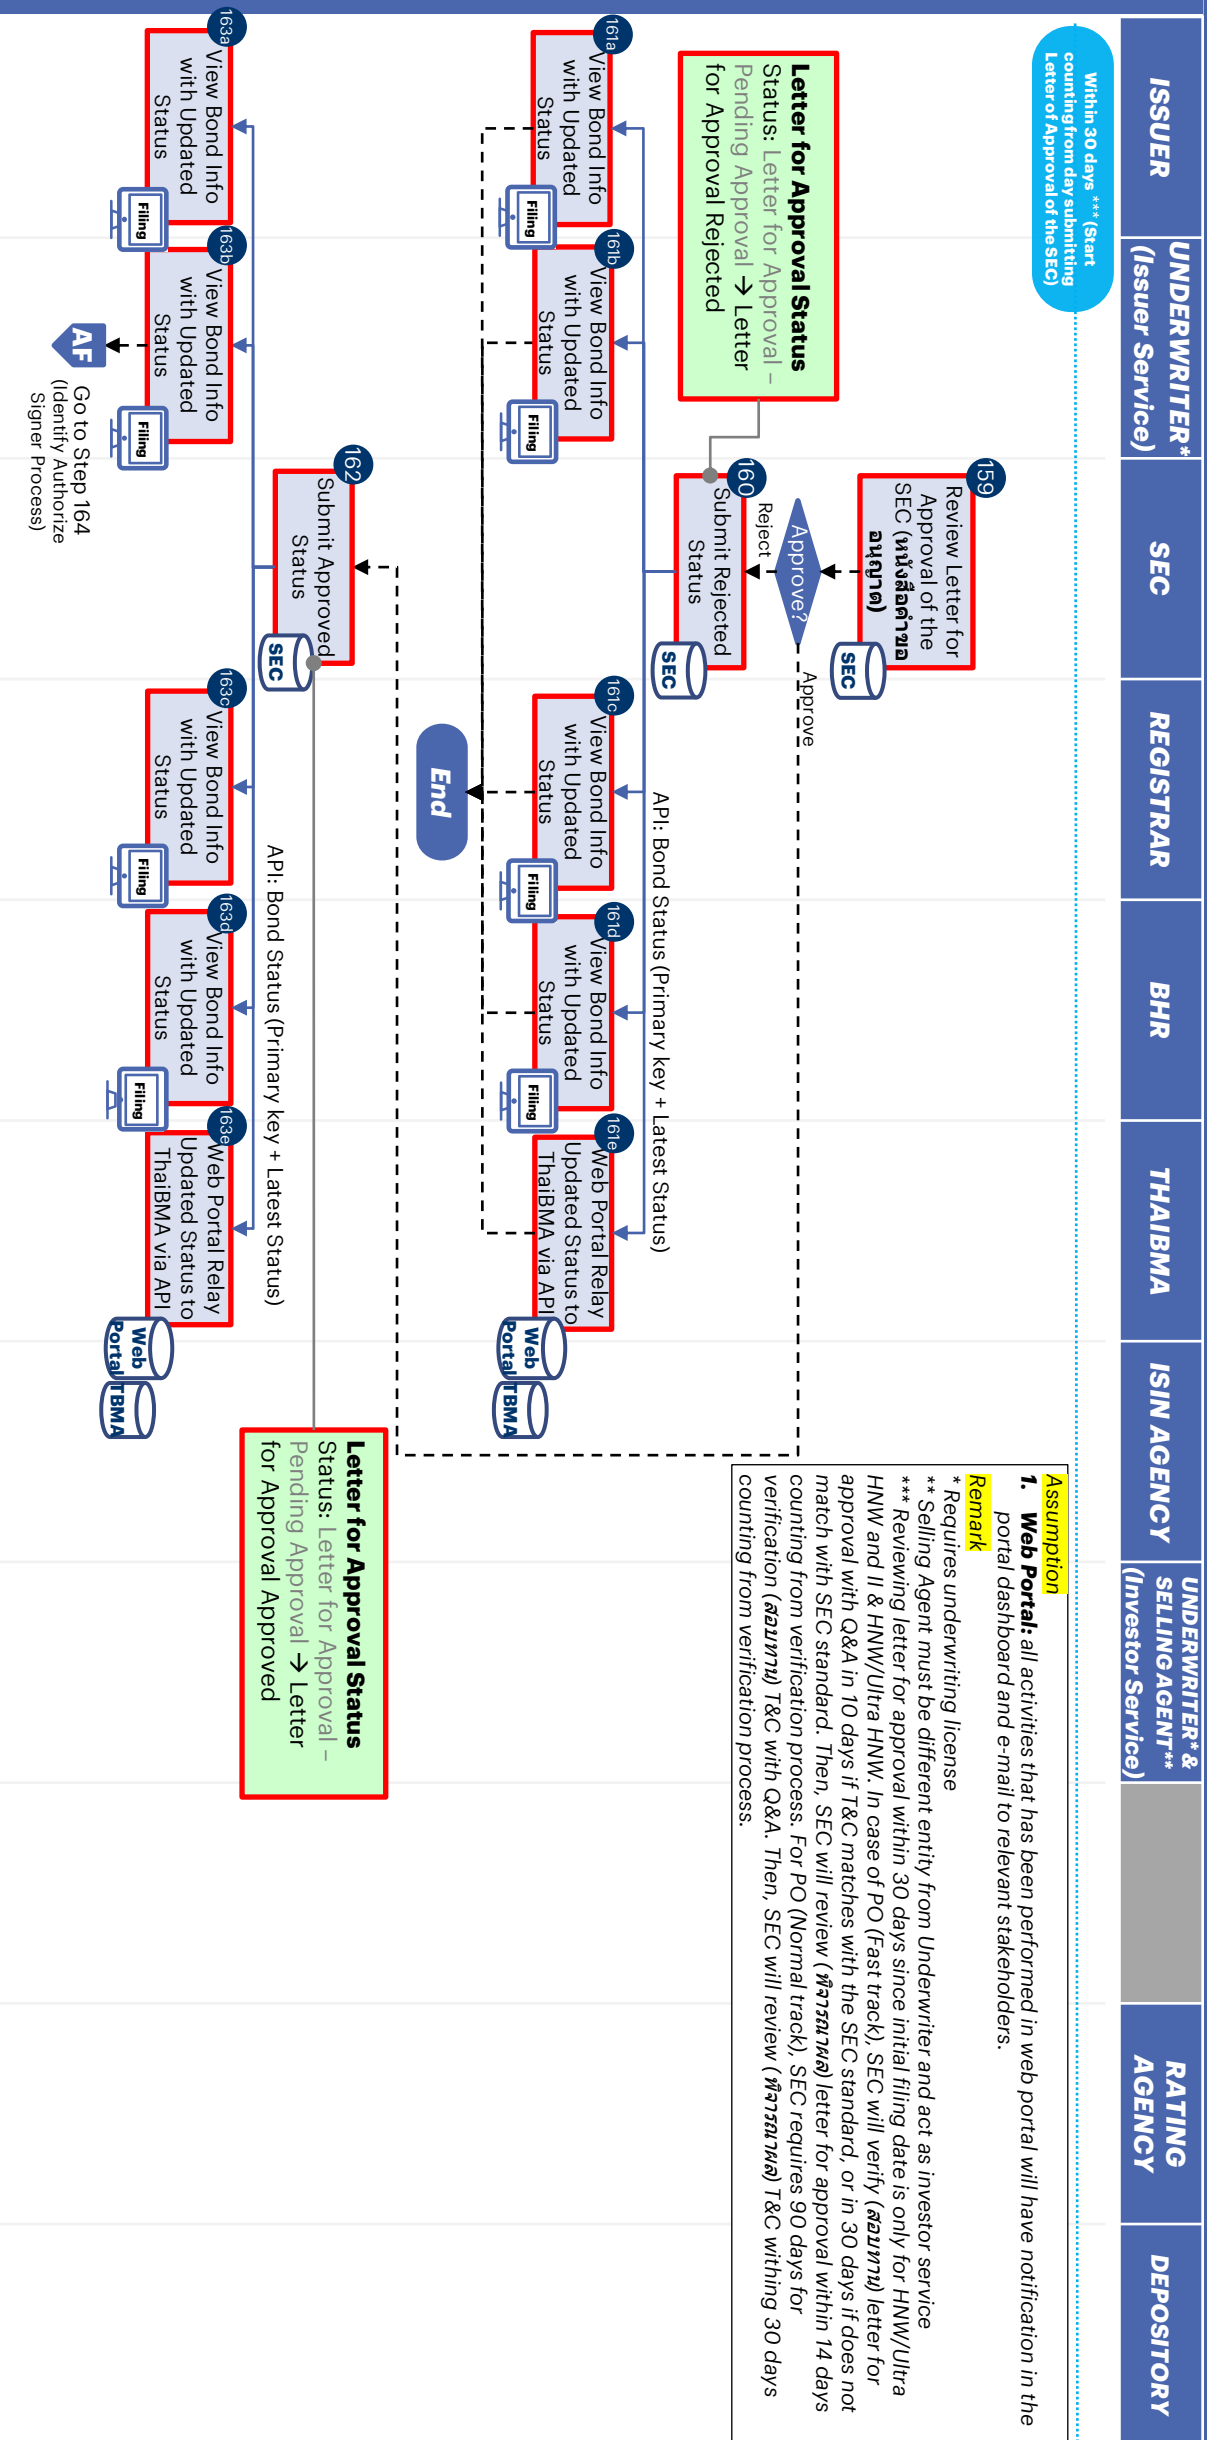 ISSUER
UNDERWRITER*
(Issuer Service)
SEC
REGISTRAR
BHR
THAIBMA
ISIN AGENCY
UNDERWRITER* &
SELLING AGENT**
(Investor Service)
RATING
AGENCY
DEPOSITORY
Within 30 days *** (Start
counting from day submitting
Letter of Approval of the SEC)
Assumption
1. Web Portal: all activities that has been performed in web portal will have notification in the
portal dashboard and e-mail to relevant stakeholders.
Remark
* Requires underwriting license
** Selling Agent must be different entity from Underwriter and act as investor service
*** Reviewing letter for approval within 30 days since initial filing date is only for HNW/Ultra
HNW and II & HNW/Ultra HNW. In case of PO (Fast track), SEC will verify (สอบทาน) letter for
approval with Q&A in 10 days if T&C matches with the SEC standard, or in 30 days if does not
match with SEC standard. Then, SEC will review (พิจารณาผล) letter for approval within 14 days
counting from verification process. For PO (Normal track), SEC requires 90 days for
verification (สอบทาน) T&C with Q&A. Then, SEC will review (พิจารณาผล) T&C withing 30 days
counting from verification process.
159
Review Letter for
Approval of the
SEC (หนังสือคำขอ
อนุญาต)
SEC
Approve?
Approve
Reject
Letter for Approval Status
Status: Letter for Approval –
Pending Approval → Letter
for Approval Rejected
160
Submit Rejected
Status
SEC
API: Bond Status (Primary key + Latest Status)
161a
View Bond Info
with Updated
Status
Filing
161b
View Bond Info
with Updated
Status
Filing
161c
View Bond Info
with Updated
Status
Filing
161d
View Bond Info
with Updated
Status
Filing
161e
Web Portal Relay
Updated Status to
ThaiBMA via API
Web
Portal
TBMA
End
162
Submit Approved
Status
SEC
Letter for Approval Status
Status: Letter for Approval –
Pending Approval → Letter
for Approval Approved
API: Bond Status (Primary key + Latest Status)
163a
View Bond Info
with Updated
Status
Filing
163b
View Bond Info
with Updated
Status
Filing
163c
View Bond Info
with Updated
Status
Filing
163d
View Bond Info
with Updated
Status
Filing
163e
Web Portal Relay
Updated Status to
ThaiBMA via API
Web
Portal
TBMA
AF
Go to Step 164
(Identify Authorize
Signer Process)